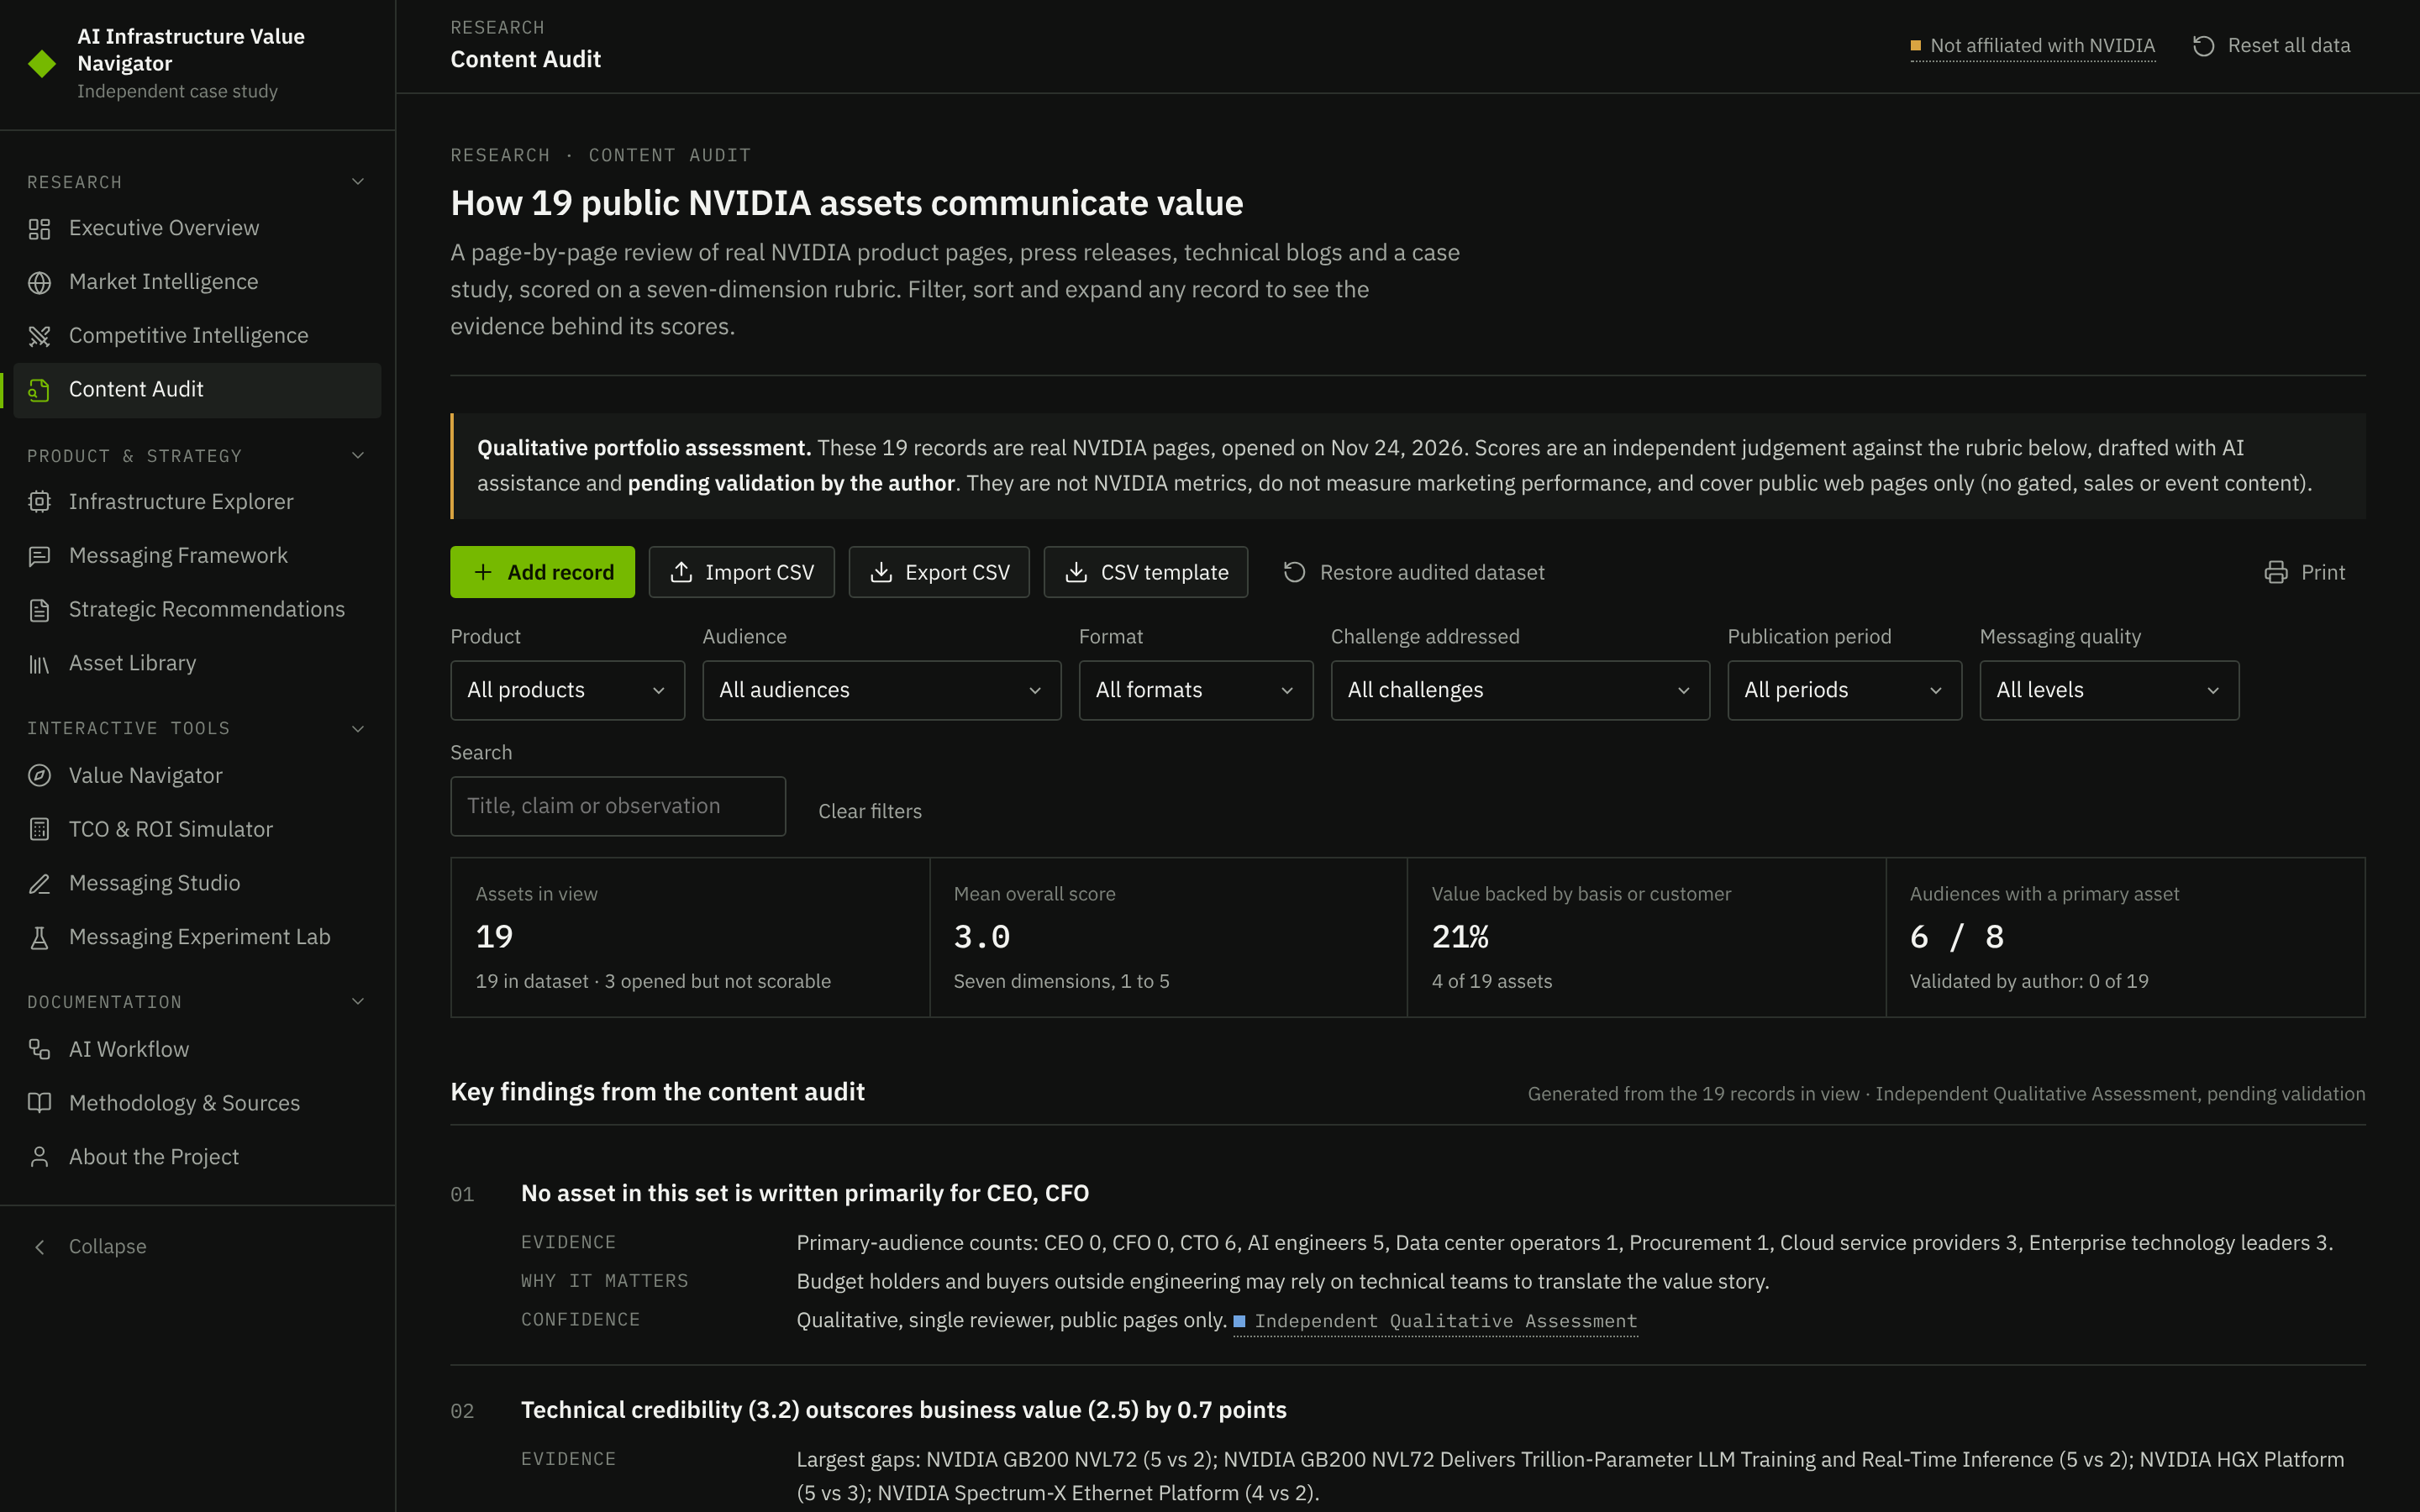 AI Infrastructure Value
Navigator
Independent case study
RESEARCH
Executive Overview
Market Intelligence
Competitive Intelligence
Content Audit
PRODUCT & STRATEGY
Infrastructure Explorer
Messaging Framework
Strategic Recommendations
Asset Library
INTERACTIVE TOOLS
Value Navigator
TCO & ROI Simulator
Messaging Studio
Messaging Experiment Lab
DOCUMENTATION
AI Workflow
Methodology & Sources
About the Project
Collapse
RESEARCH
Content Audit
Not affiliated with NVIDIA
Reset all data
RESEARCH · CONTENT AUDIT
How 19 public NVIDIA assets communicate value
A page-by-page review of real NVIDIA product pages, press releases, technical blogs and a case
study, scored on a seven-dimension rubric. Filter, sort and expand any record to see the
evidence behind its scores.
Qualitative portfolio assessment. These 19 records are real NVIDIA pages, opened on Nov 24, 2026. Scores are an independent judgement against the rubric below, drafted with AI
assistance and pending validation by the author. They are not NVIDIA metrics, do not measure marketing performance, and cover public web pages only (no gated, sales or event content).
Add record
Import CSV
Export CSV
CSV template
Restore audited dataset
Print
Product
Audience
Format
Challenge addressed
Publication period
Messaging quality
All products
All audiences
All formats
All challenges
All periods
All levels
Search
Title, claim or observation
Clear filters
Assets in view
19
19 in dataset · 3 opened but not scorable
Mean overall score
3.0
Seven dimensions, 1 to 5
Value backed by basis or customer
21%
4 of 19 assets
Audiences with a primary asset
6 / 8
Validated by author: 0 of 19
Key findings from the content audit
Generated from the 19 records in view · Independent Qualitative Assessment, pending validation
01
No asset in this set is written primarily for CEO, CFO
EVIDENCE
Primary-audience counts: CEO 0, CFO 0, CTO 6, AI engineers 5, Data center operators 1, Procurement 1, Cloud service providers 3, Enterprise technology leaders 3.
WHY IT MATTERS
Budget holders and buyers outside engineering may rely on technical teams to translate the value story.
CONFIDENCE
Qualitative, single reviewer, public pages only. Independent Qualitative Assessment
02
Technical credibility (3.2) outscores business value (2.5) by 0.7 points
EVIDENCE
Largest gaps: NVIDIA GB200 NVL72 (5 vs 2); NVIDIA GB200 NVL72 Delivers Trillion-Parameter LLM Training and Real-Time Inference (5 vs 2); NVIDIA HGX Platform
(5 vs 3); NVIDIA Spectrum-X Ethernet Platform (4 vs 2).